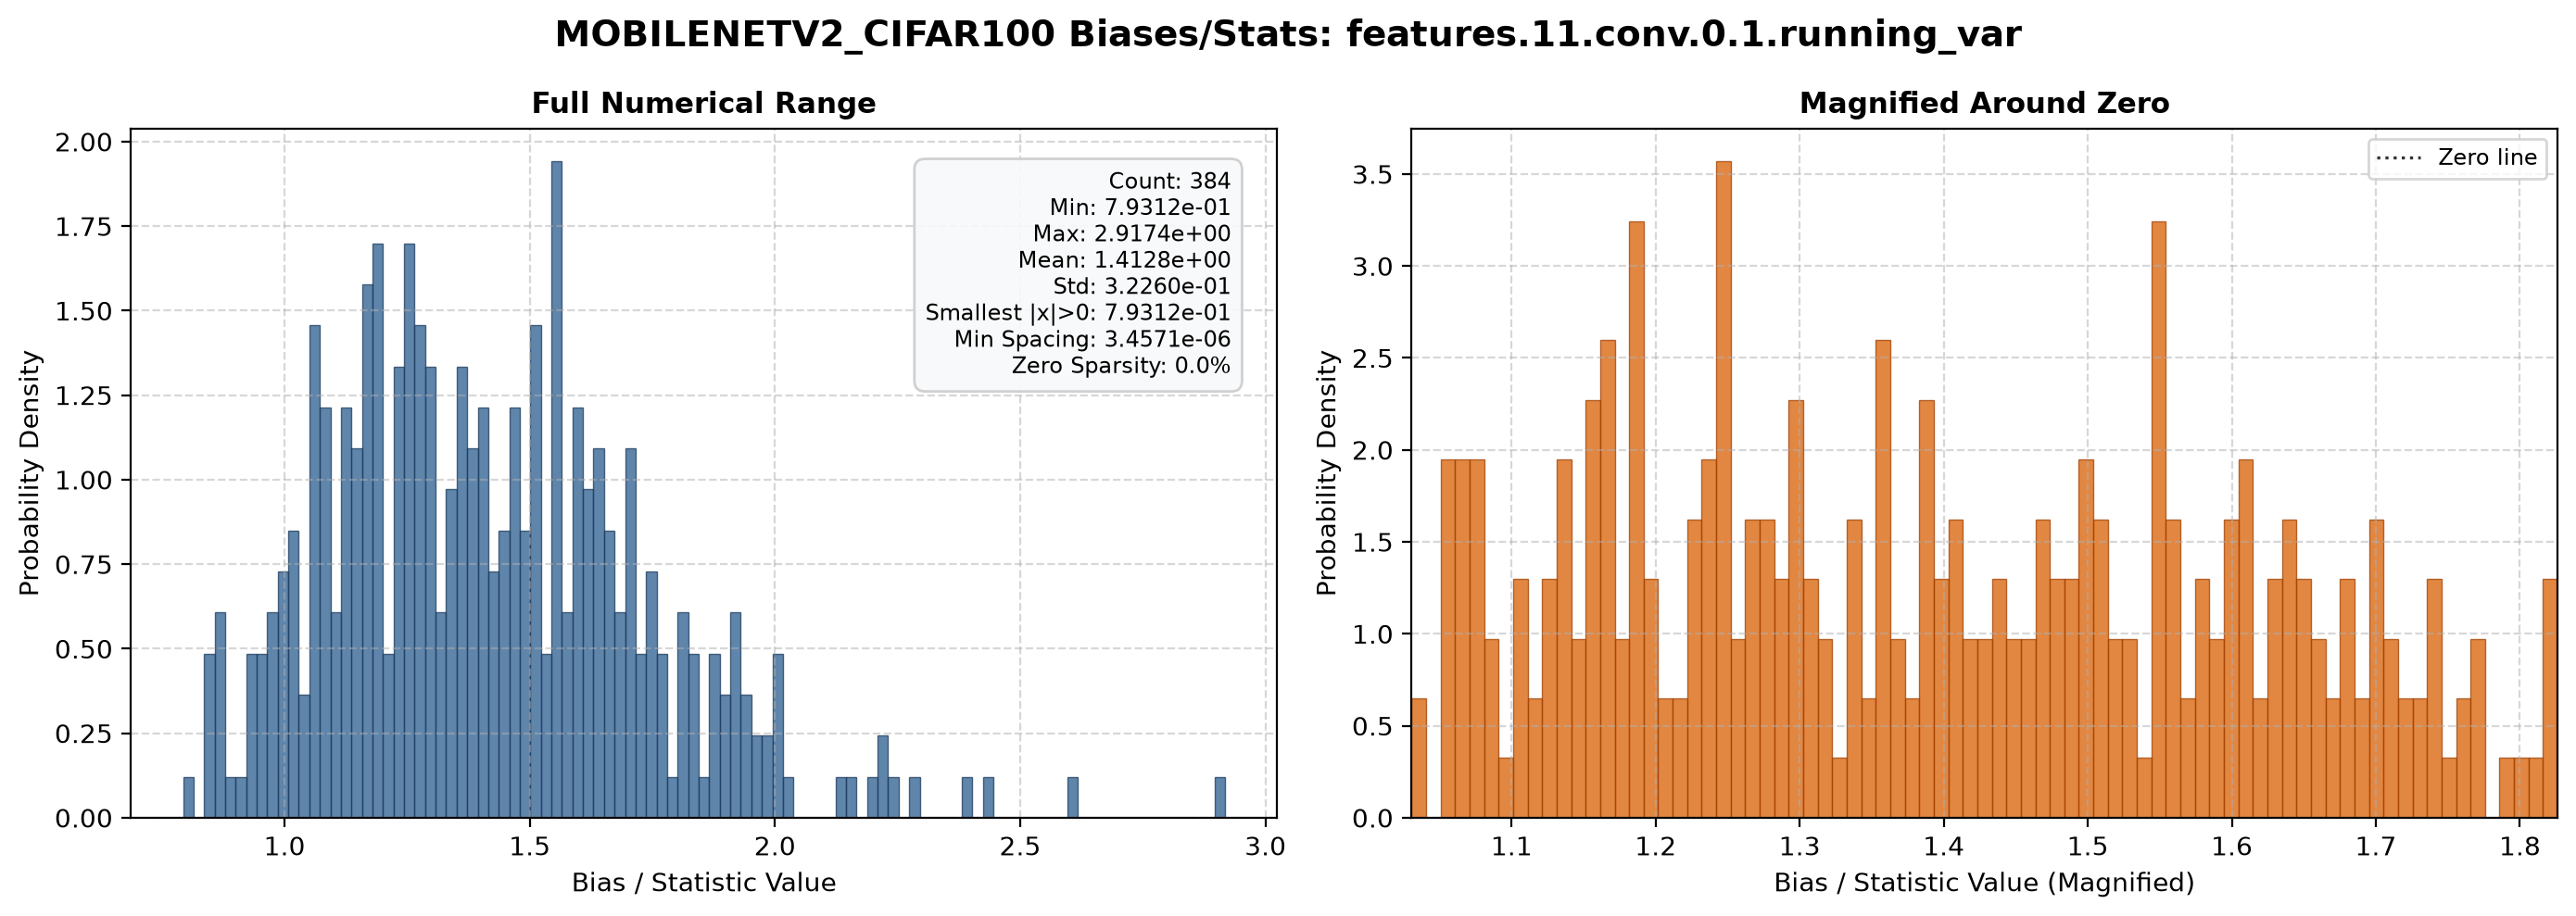 MOBILENETV2_CIFAR100 Biases/Stats: features.11.conv.0.1.running_var
Full Numerical Range
Probability Density
2.00
1.75
1.50
1.25
1.00
0.75
0.50
0.25
0.00
Count: 384
Min: 7.9312e-01
Max: 2.9174e+00
Mean: 1.4128e+00
Std: 3.2260e-01
Smallest |x|>0: 7.9312e-01
Min Spacing: 3.4571e-06
Zero Sparsity: 0.0%
1.0 1.5 2.0 2.5 3.0
Bias / Statistic Value
Magnified Around Zero
Probability Density
3.5
3.0
2.5
2.0
1.5
1.0
0.5
0.0
Zero line
1.1 1.2 1.3 1.4 1.5 1.6 1.7 1.8
Bias / Statistic Value (Magnified)